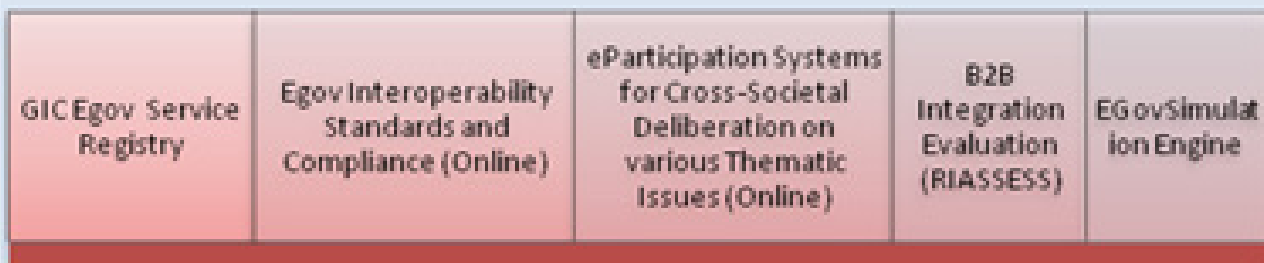 GIC Egov Service
Registry
Egov Interoperability
Standards and
Compliance (Online)
eParticipation Systems
for Cross-Societal
Deliberation on
various Thematic
Issues (Online)
B2B
Integration
Evaluation
(RIASSESS)
EGovSimulat
ion Engine